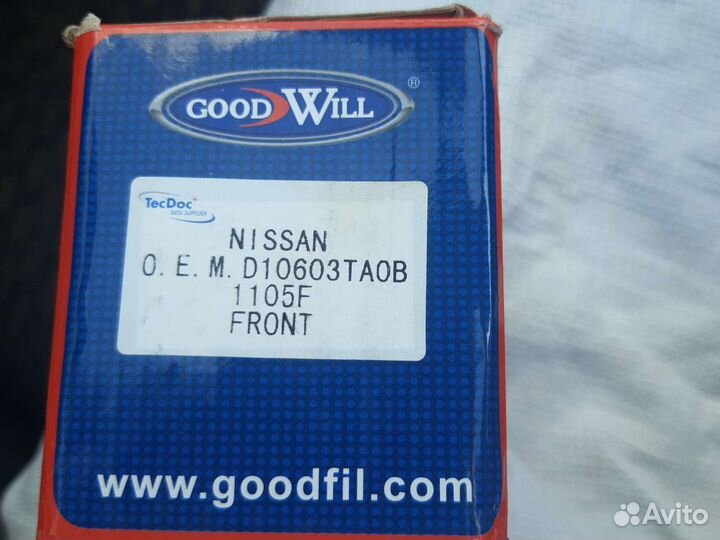 GOOD WILL ®
TecDoc
DATA SUPPLIER
NISSAN
O. E. M. D10603TA0B
1105F
FRONT
www.goodfil.com
Avito